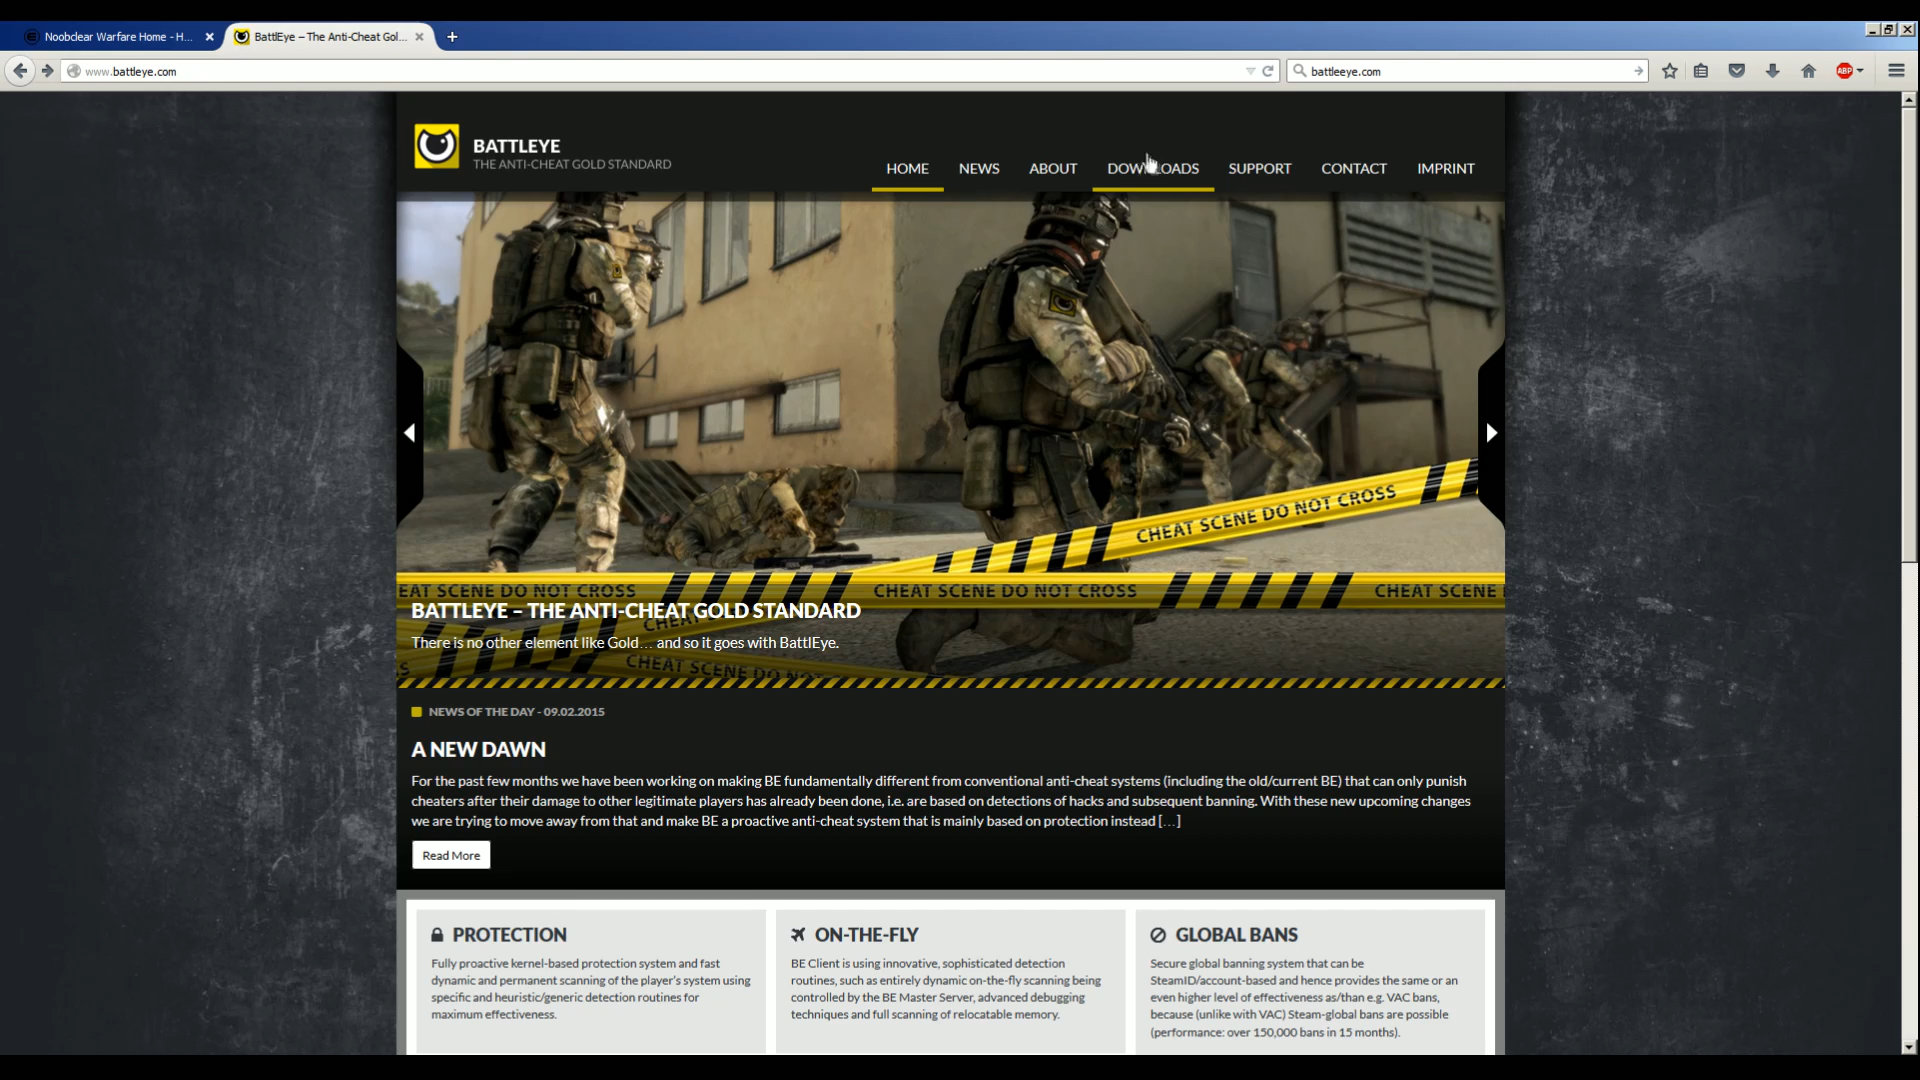 Noobclear Warfare Home - H...
BattlEye – The Anti-Cheat Gol...
www.battleye.com
battleeye.com
ABP
BATTLEYE
THE ANTI-CHEAT GOLD STANDARD
HOME
NEWS
ABOUT
DOWNLOADS
SUPPORT
CONTACT
IMPRINT
CHEAT SCENE DO NOT CROSS
EAT SCENE DO NOT CROSS
CHEAT SCENE DO NOT CROSS
CHEAT SCENE
BATTLEYE – THE ANTI-CHEAT GOLD STANDARD
There is no other element like Gold… and so it goes with BattlEye.
CHEAT SCENE DO NOT
NEWS OF THE DAY - 09.02.2015
A NEW DAWN
For the past few months we have been working on making BE fundamentally different from conventional anti-cheat systems (including the old/current BE) that can only punish
cheaters after their damage to other legitimate players has already been done, i.e. are based on detections of hacks and subsequent banning. With these new upcoming changes
we are trying to move away from that and make BE a proactive anti-cheat system that is mainly based on protection instead […]
Read More
PROTECTION
Fully proactive kernel-based protection system and fast
dynamic and permanent scanning of the player's system using
specific and heuristic/generic detection routines for
maximum effectiveness.
ON-THE-FLY
BE Client is using innovative, sophisticated detection
routines, such as entirely dynamic on-the-fly scanning being
controlled by the BE Master Server, advanced debugging
techniques and full scanning of relocatable memory.
GLOBAL BANS
Secure global banning system that can be
SteamID/account-based and hence provides the same or an
even higher level of effectiveness as/than e.g. VAC bans,
because (unlike with VAC) Steam-global bans are possible
(performance: over 150,000 bans in 15 months).